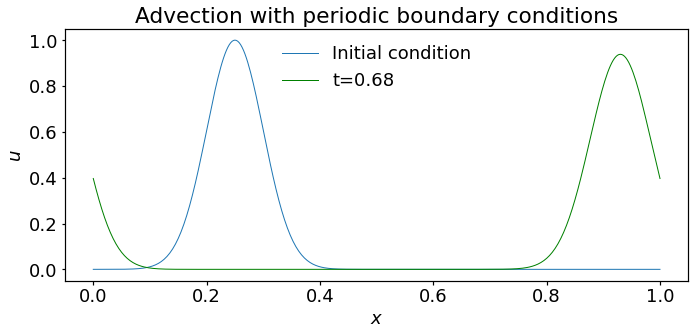 Advection with periodic boundary conditions
1.0
0.8
0.6
0.4
0.2
0.0
u
Initial condition
t=0.68
0.0 0.2 0.4 0.6 0.8 1.0
x